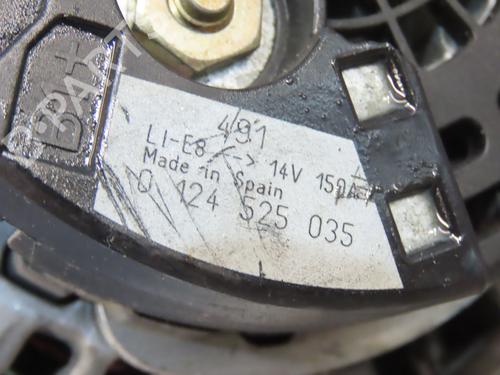 491
LI-E8 -> 14V 150A
Made in Spain
0 124 525 035
B+